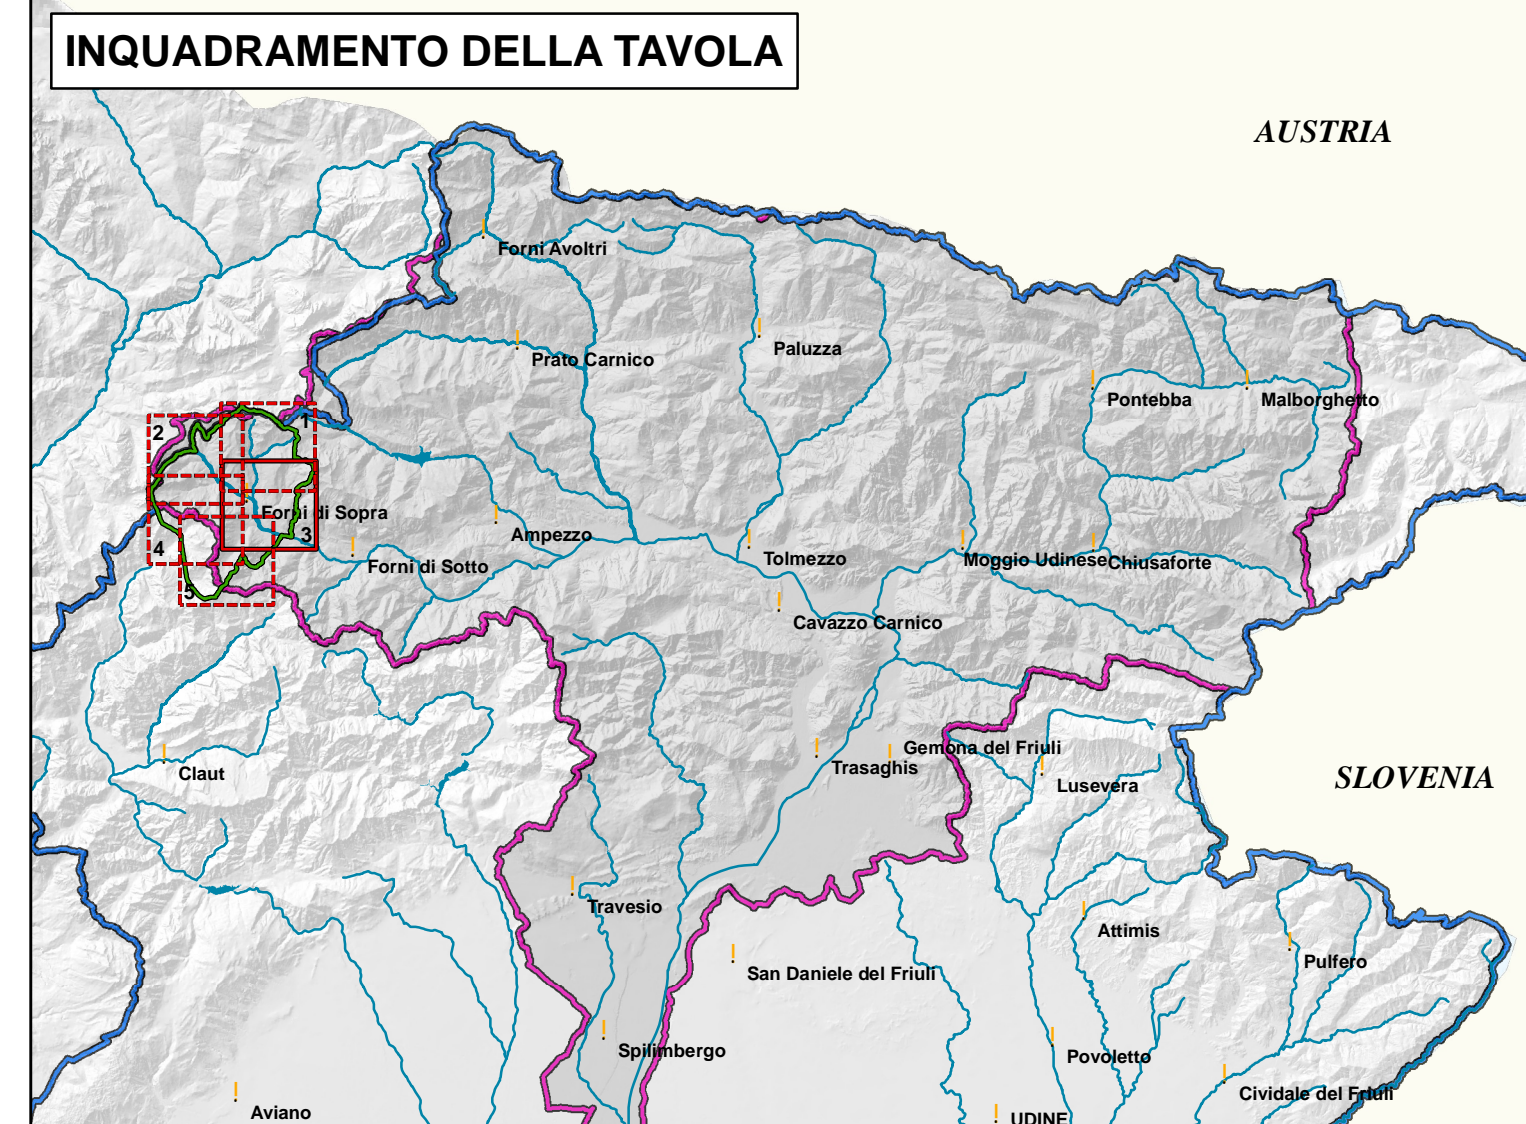 INQUADRAMENTO DELLA TAVOLA
AUSTRIA
Forni Avoltri
Paluzza
Prato Carnico
Pontebba
Malborghetto
1
2
Forni di Sopra
3
Ampezzo
4
Tolmezzo
Moggio Udinese
Chiusaforte
Forni di Sotto
5
Cavazzo Carnico
Gemona del Friuli
Trasaghis
Claut
SLOVENIA
Lusevera
Travesio
Attimis
Pulfero
San Daniele del Friuli
Spilimbergo
Povoletto
Cividale del Friuli
Aviano
UDINE